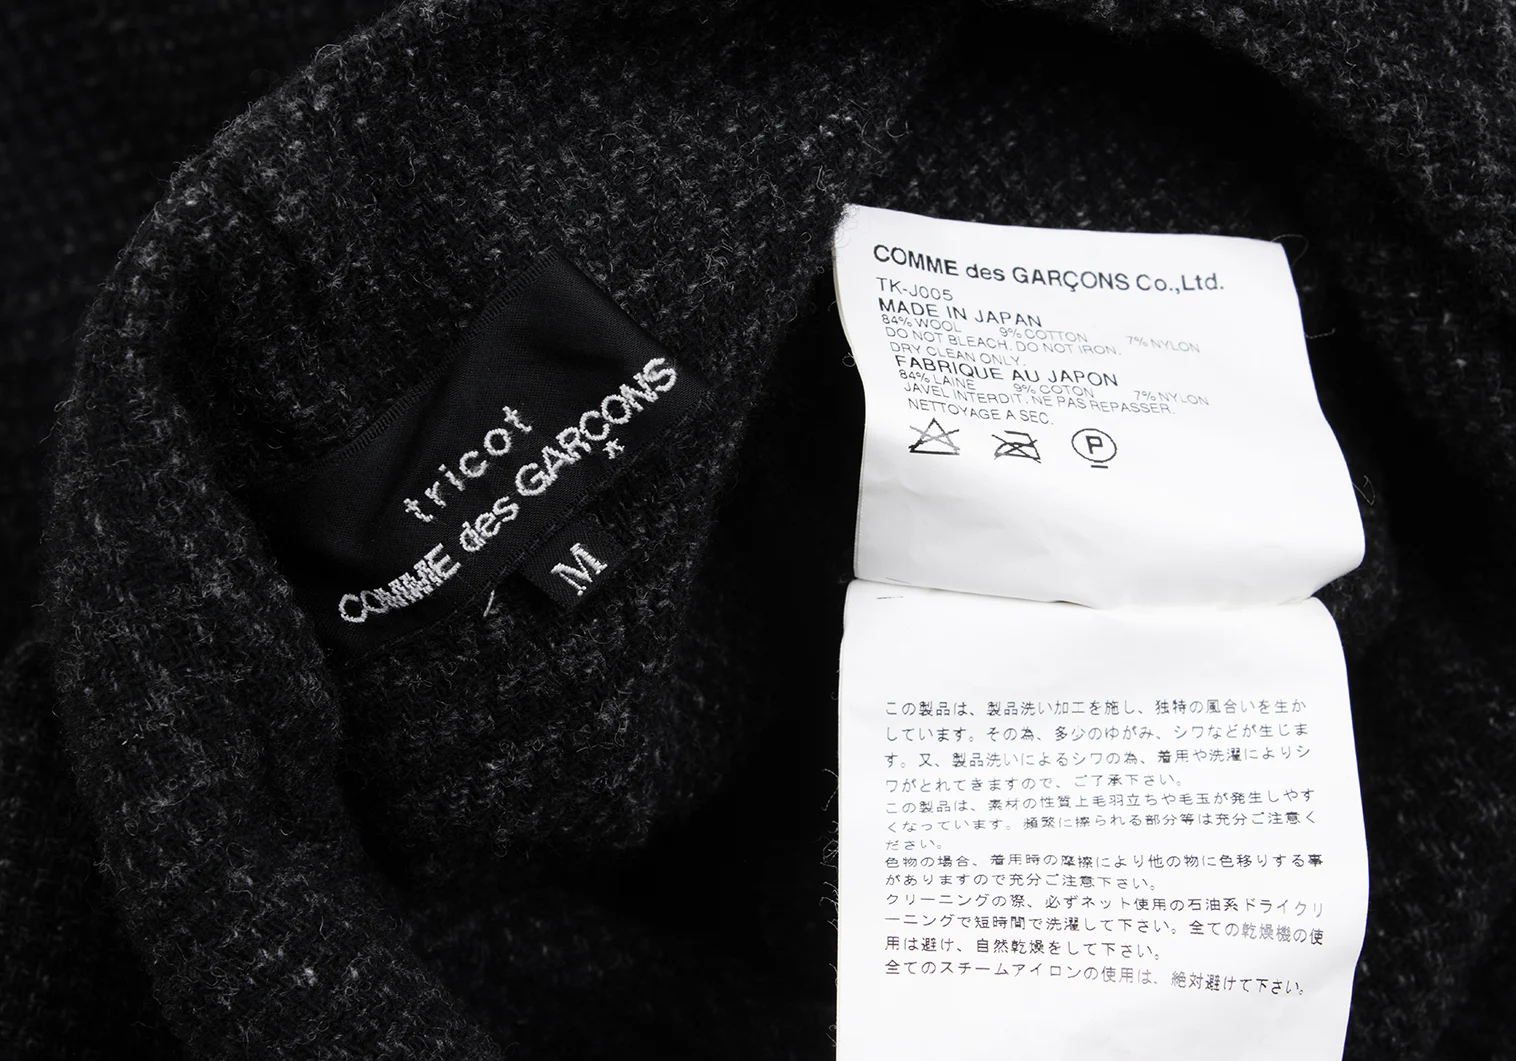 tricot
COMME des GARÇONS
M
COMME des GARÇONS Co.,Ltd.
TK-J005
MADE IN JAPAN
84% WOOL 9% COTTON 7% NYLON
DO NOT BLEACH. DO NOT IRON.
DRY CLEAN ONLY.
FABRIQUE AU JAPON
84% LAINE 9% COTON 7% NYLON
JAVEL INTERDIT. NE PAS REPASSER.
NETTOYAGE A SEC.
P
この製品は、製品洗い加工を施し、独特の風合いを生か
しています。その為、多少のゆがみ、シワなどが生じま
す。又、製品洗いによるシワの為、着用や洗濯によりシ
ワがとれてきますので、ご了承下さい。
この製品は、素材の性質上毛羽立ちや毛玉が発生しやす
くなっています。頻繁に擦られる部分等は充分ご注意く
ださい。
色物の場合、着用時の摩擦により他の物に色移りする事
がありますので充分ご注意下さい。
クリーニングの際、必ずネット使用の石油系ドライクリ
ーニングで短時間で洗濯して下さい。全ての乾燥機の使
用は避け、自然乾燥をして下さい。
全てのスチームアイロンの使用は、絶対避けて下さい。